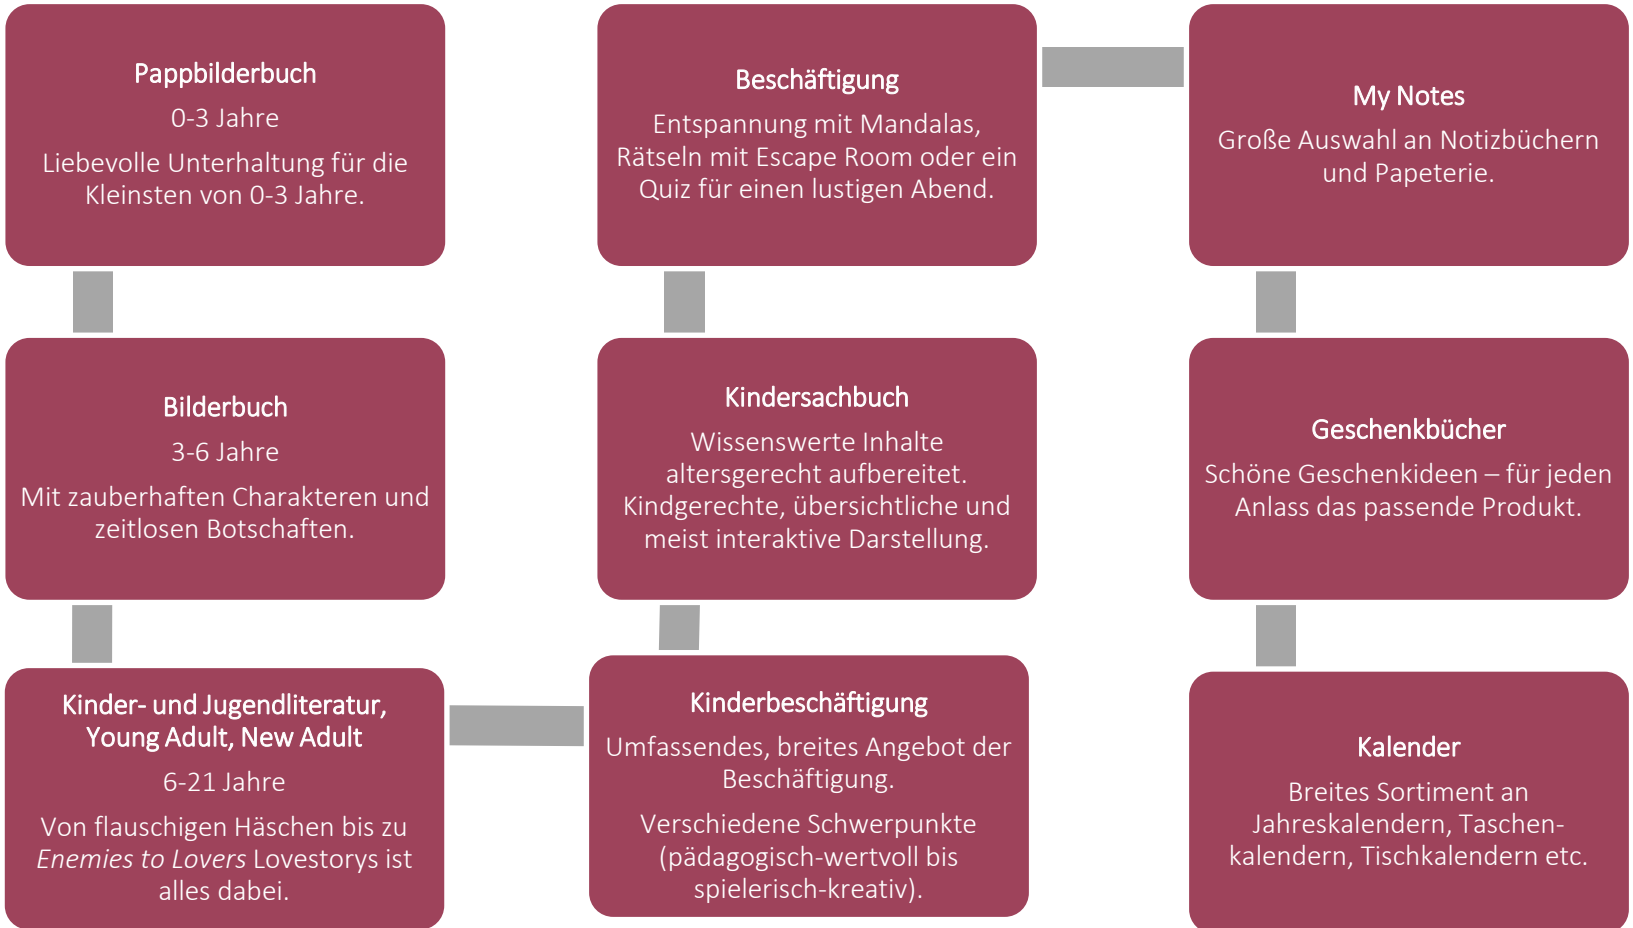 Pappbilderbuch
0-3 Jahre
Liebevolle Unterhaltung für die
Kleinsten von 0-3 Jahre.
Bilderbuch
3-6 Jahre
Mit zauberhaften Charakteren und
zeitlosen Botschaften.
Kinder- und Jugendliteratur,
Young Adult, New Adult
6-21 Jahre
Von flauschigen Häschen bis zu
Enemies to Lovers Lovestorys ist
alles dabei.
Kinderbeschäftigung
Umfassendes, breites Angebot der
Beschäftigung.
Verschiedene Schwerpunkte
(pädagogisch-wertvoll bis
spielerisch-kreativ).
Kindersachbuch
Wissenswerte Inhalte
altersgerecht aufbereitet.
Kindgerechte, übersichtliche und
meist interaktive Darstellung.
Beschäftigung
Entspannung mit Mandalas,
Rätseln mit Escape Room oder ein
Quiz für einen lustigen Abend.
My Notes
Große Auswahl an Notizbüchern
und Papeterie.
Geschenkbücher
Schöne Geschenkideen – für jeden
Anlass das passende Produkt.
Kalender
Breites Sortiment an
Jahreskalendern, Taschen-
kalendern, Tischkalendern etc.